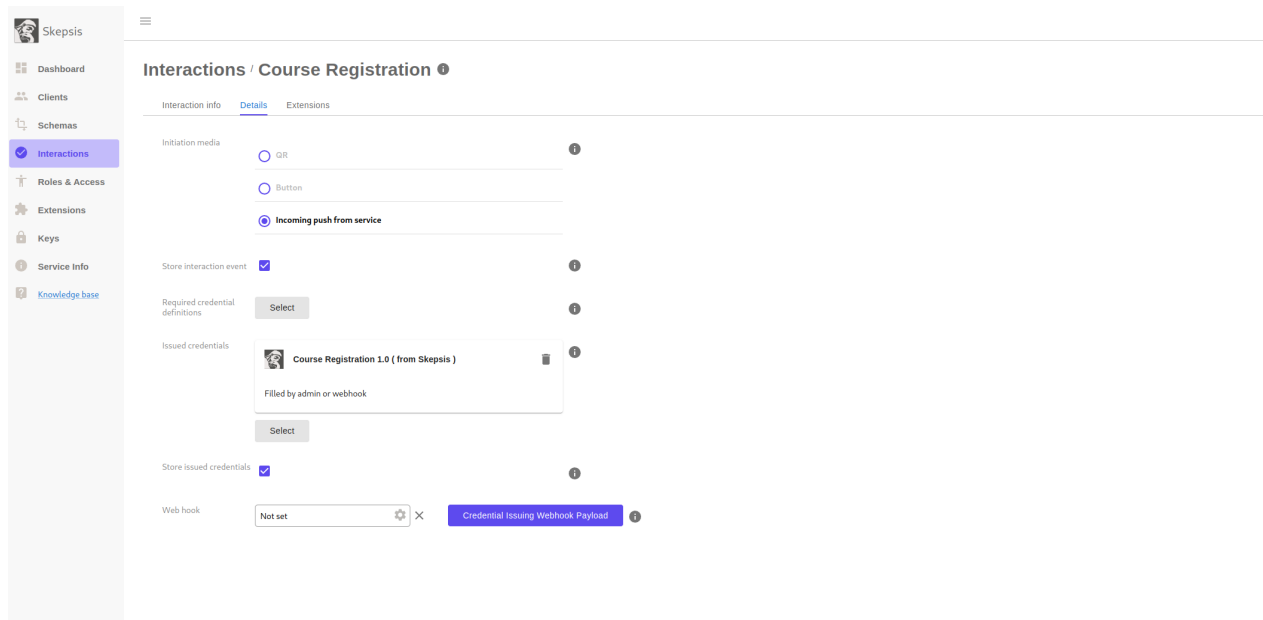 Skepsis
Dashboard
Clients
Schemas
Interactions
Roles & Access
Extensions
Keys
Service Info
Knowledge base
Interactions / Course Registration
Interaction info Details Extensions
Initiation media
QR
Button
Incoming push from service
Store interaction event
Required credential
definitions
Select
Issued credentials
Course Registration 1.0 ( from Skepsis )
Filled by admin or webhook
Select
Store issued credentials
Web hook
Not set
Credential Issuing Webhook Payload